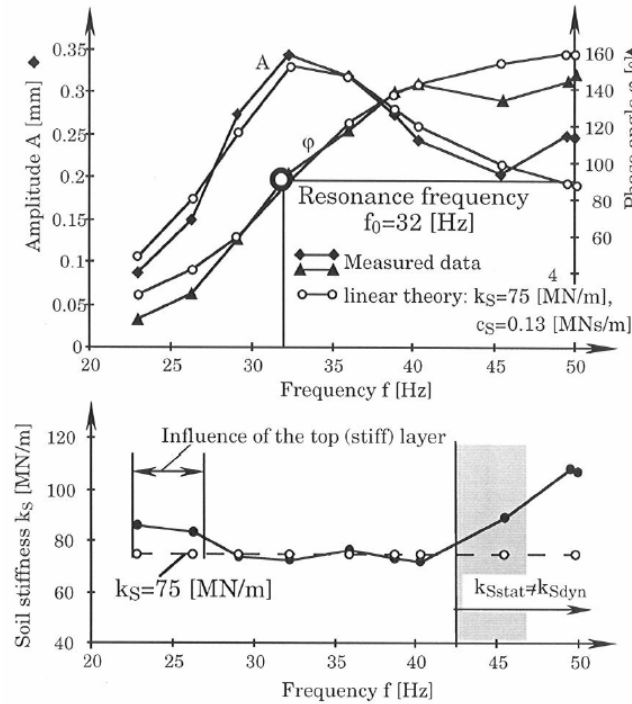 Amplitude A [mm]
0.35
0.3
0.25
0.2
0.15
0.1
0.05
0
A
φ
160
140
120
100
80
60
4
Phase angle φ [°]
Resonance frequency
f₀=32 [Hz]
Measured data
linear theory: kS=75 [MN/m],
cS=0.13 [MNs/m]
20 25 30 35 40 45 50
Frequency f [Hz]
Soil stiffness kS [MN/m]
120
100
80
60
40
Influence of the top (stiff) layer
kS=75 [MN/m]
kSstat≠kSdyn
20 25 30 35 40 45 50
Frequency f [Hz]